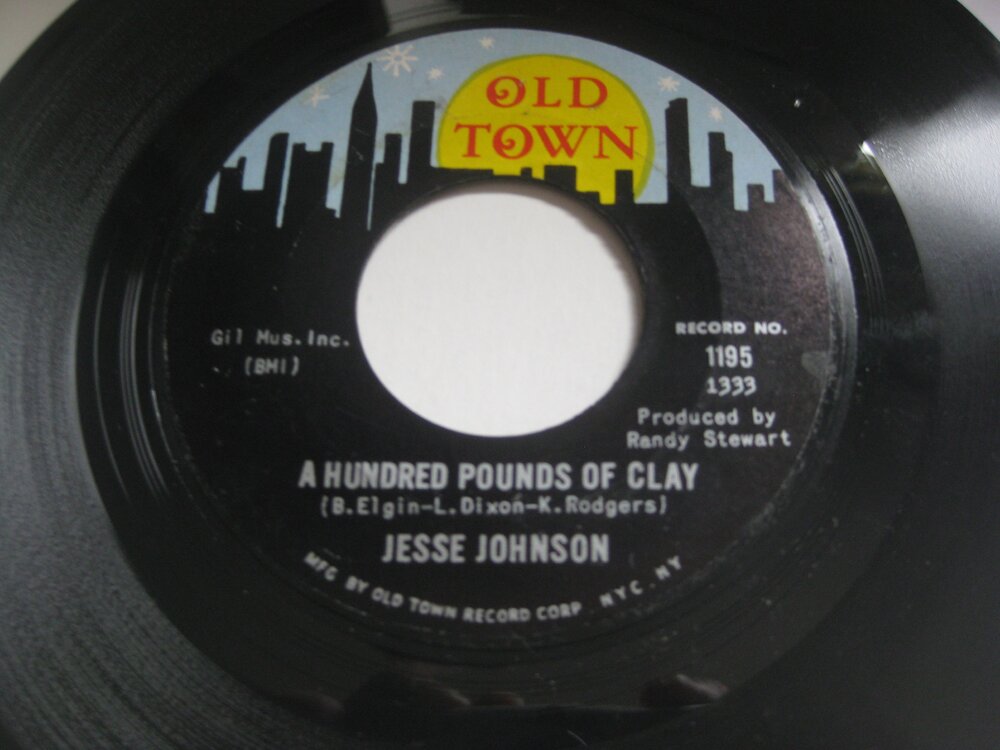 OLD
TOWN
Gil Mus. Inc.
(BMI)
RECORD NO.
1195
1333
Produced by
Randy Stewart
A HUNDRED POUNDS OF CLAY
(B.Elgin-L.Dixon-K.Rodgers)
JESSE JOHNSON
MFG BY OLD TOWN RECORD CORP. NYC. NY